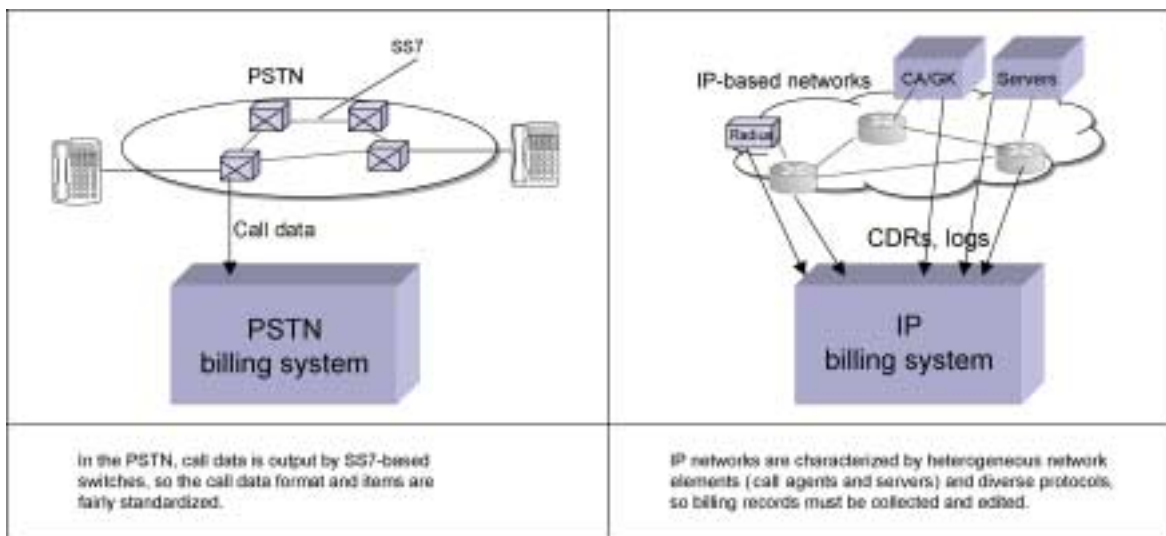 SS7
PSTN
Call data
PSTN
billing system
In the PSTN, call data is output by SS7-based
switches, so the call data format and items are
fairly standardized.
IP-based networks
CA/GK
Servers
Radius
CDRs, logs
IP
billing system
IP networks are characterized by heterogeneous network
elements (call agents and servers) and diverse protocols,
so billing records must be collected and edited.